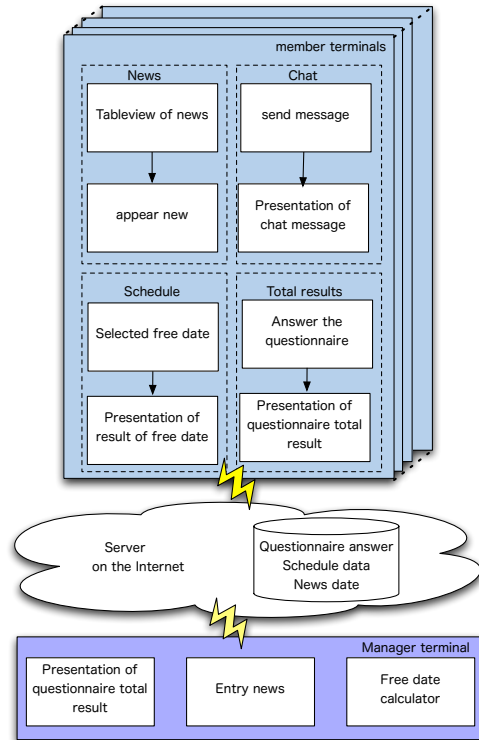 member terminals
News
Tableview of news
appear new
Chat
send message
Presentation of
chat message
Schedule
Selected free date
Presentation of
result of free date
Total results
Answer the
questionnaire
Presentation of
questionnaire total
result
Server
on the Internet
Questionnaire answer
Schedule data
News date
Manager terminal
Presentation of
questionnaire total
result
Entry news
Free date
calculator